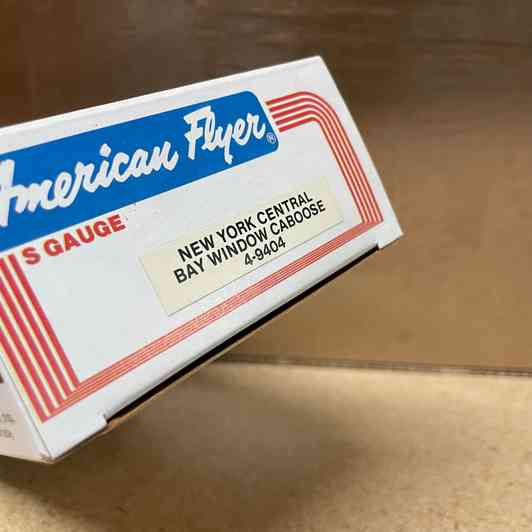 American Flyer®
S GAUGE
NEW YORK CENTRAL
BAY WINDOW CABOOSE
4-9404